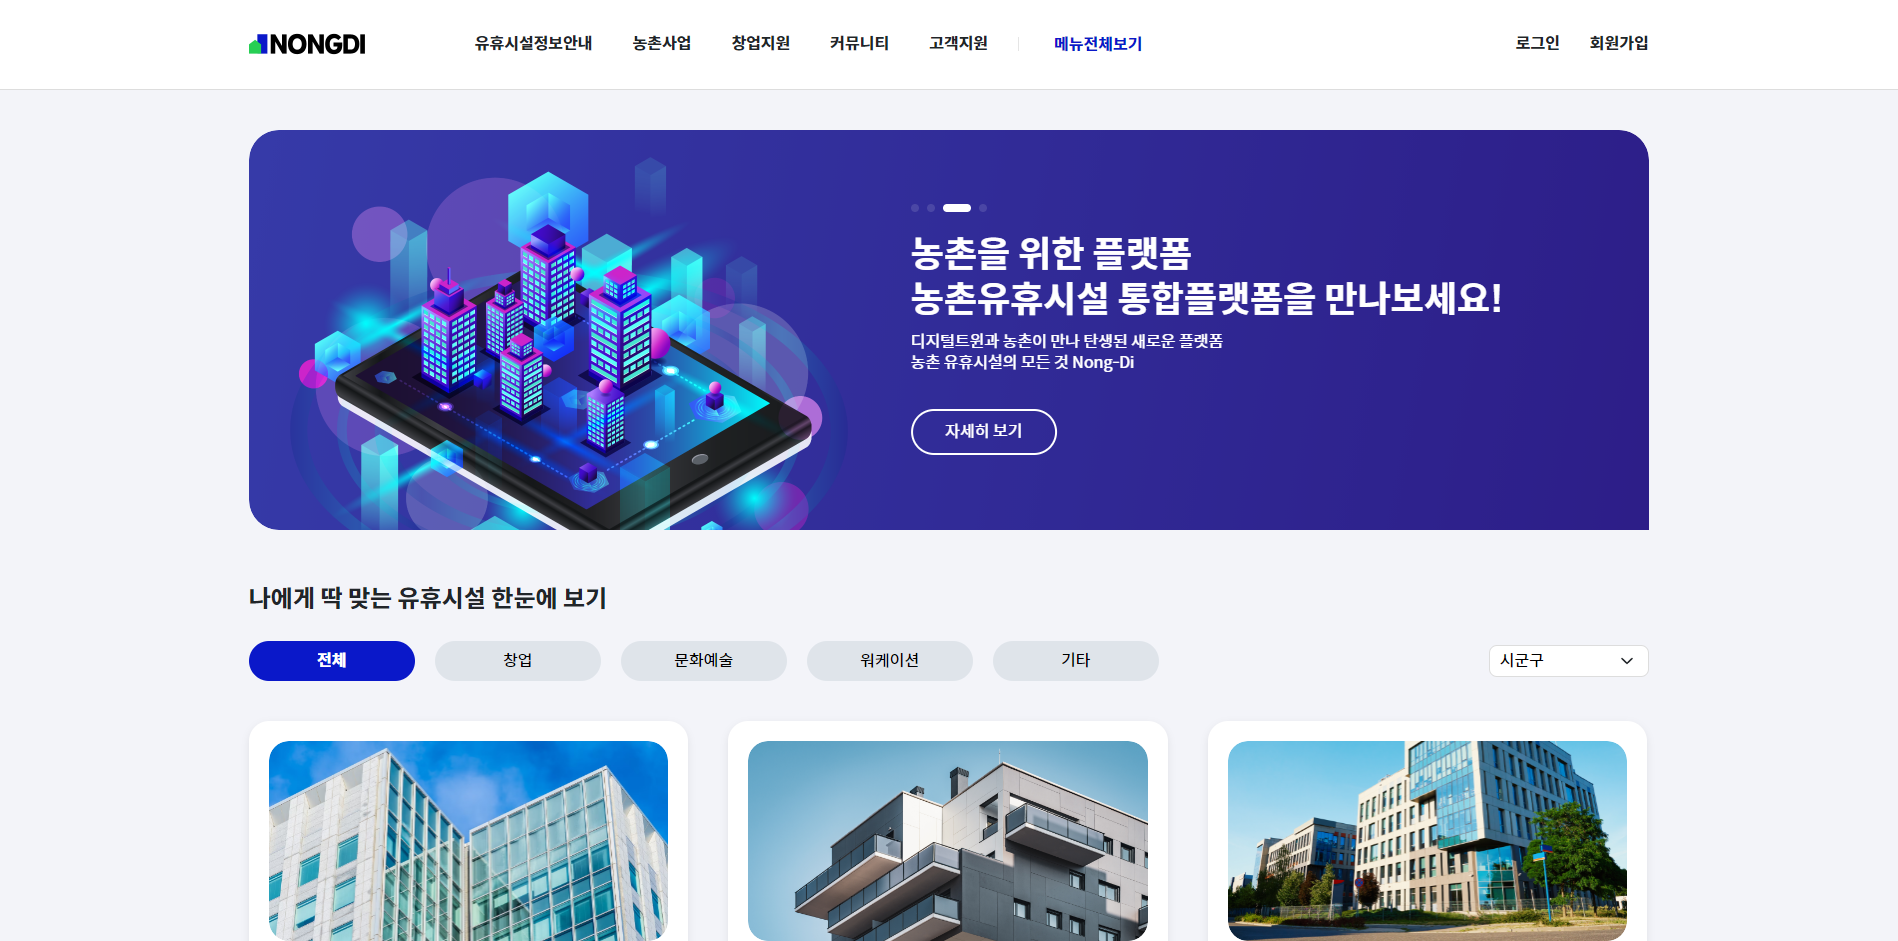 NONGDI
유휴시설정보안내 농촌사업 창업지원 커뮤니티 고객지원 메뉴전체보기 로그인 회원가입
농촌을 위한 플랫폼
농촌유휴시설 통합플랫폼을 만나보세요!
디지털트윈과 농촌이 만나 탄생된 새로운 플랫폼
농촌 유휴시설의 모든 것 Nong-Di
자세히 보기
나에게 딱 맞는 유휴시설 한눈에 보기
전체 창업 문화예술 워케이션 기타 시군구